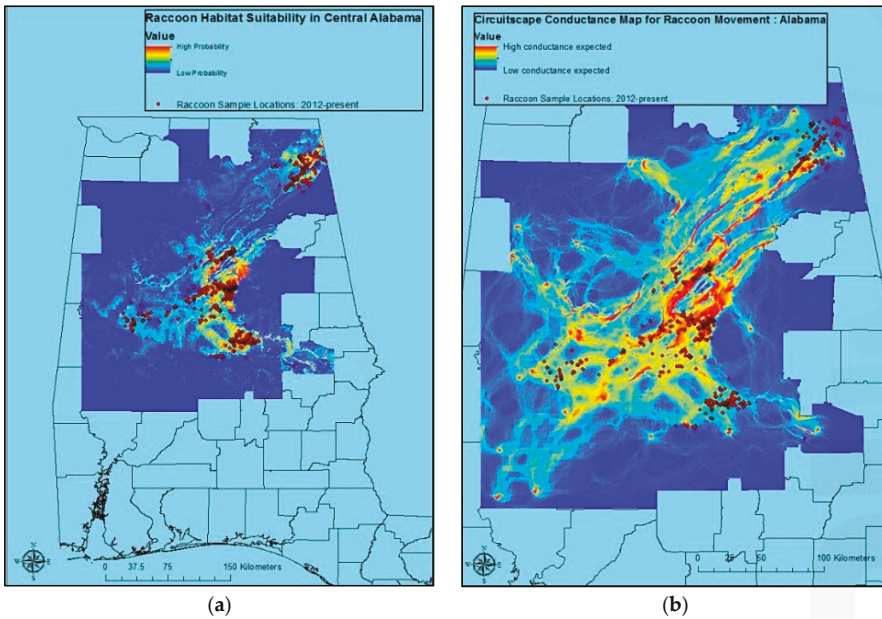 Raccoon Habitat Suitability in Central Alabama
Value
High Probability
Low Probability
Raccoon Sample Locations: 2012-present
N
W E
S
0 37.5 75 150 Kilometers
(a)
Circuitscape Conductance Map for Raccoon Movement : Alabama
Value
High conductance expected
Low conductance expected
Raccoon Sample Locations: 2012-present
N
W E
S
0 25 50 100 Kilometers
(b)